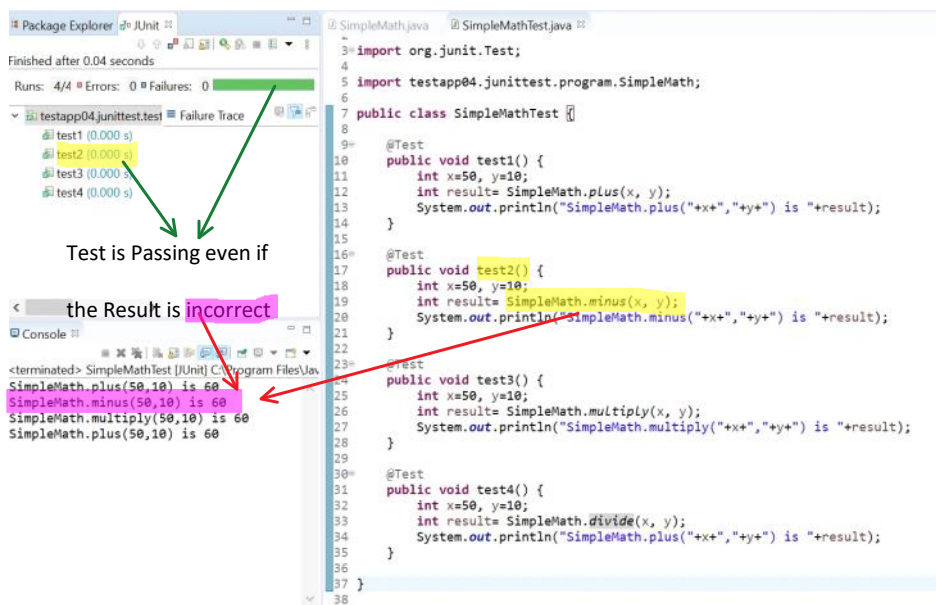 Package Explorer JUnit
Finished after 0.04 seconds
Runs: 4/4 Errors: 0 Failures: 0
testapp04.junittest.test Failure Trace
test1 (0.000 s)
test2 (0.000 s)
test3 (0.000 s)
test4 (0.000 s)
Test is Passing even if
the Result is incorrect
Console
<terminated> SimpleMathTest [JUnit] C:\Program Files\Jav
SimpleMath.plus(50,10) is 60
SimpleMath.minus(50,10) is 60
SimpleMath.multiply(50,10) is 60
SimpleMath.plus(50,10) is 60
SimpleMath.java SimpleMathTest.java
3 import org.junit.Test;
4
5 import testapp04.junittest.program.SimpleMath;
6
7 public class SimpleMathTest {
8
9 @Test
10 public void test1() {
11 int x=50, y=10;
12 int result= SimpleMath.plus(x, y);
13 System.out.println("SimpleMath.plus("+x+","+y+") is "+result);
14 }
15
16 @Test
17 public void test2() {
18 int x=50, y=10;
19 int result= SimpleMath.minus(x, y);
20 System.out.println("SimpleMath.minus("+x+","+y+") is "+result);
21 }
22
23 @Test
24 public void test3() {
25 int x=50, y=10;
26 int result= SimpleMath.multiply(x, y);
27 System.out.println("SimpleMath.multiply("+x+","+y+") is "+result);
28 }
29
30 @Test
31 public void test4() {
32 int x=50, y=10;
33 int result= SimpleMath.divide(x, y);
34 System.out.println("SimpleMath.plus("+x+","+y+") is "+result);
35 }
36
37 }
38